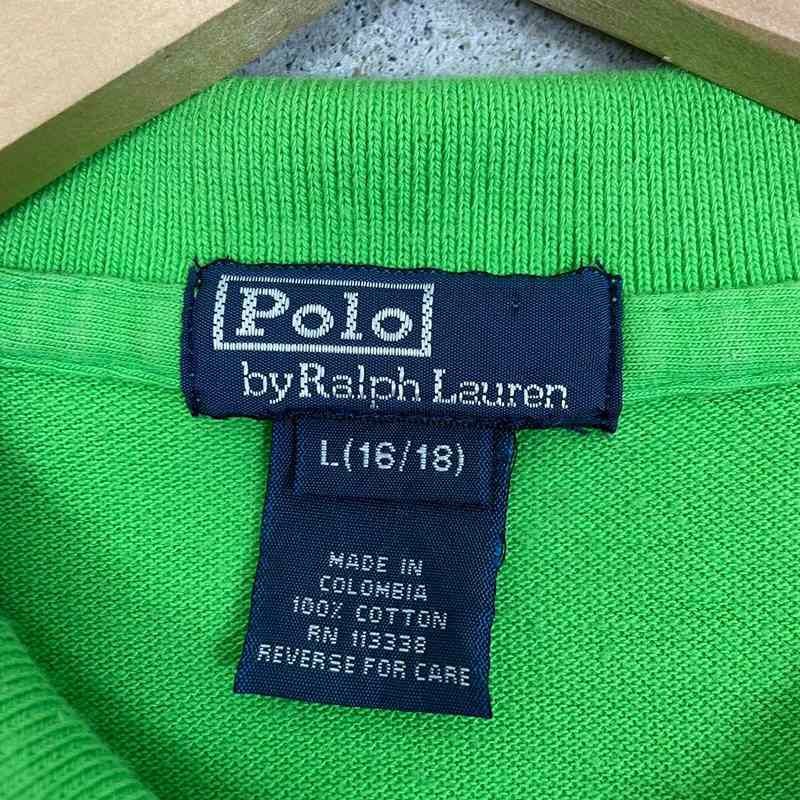 Polo
by Ralph Lauren
L(16/18)
MADE IN
COLOMBIA
100% COTTON
RN 113338
REVERSE FOR CARE